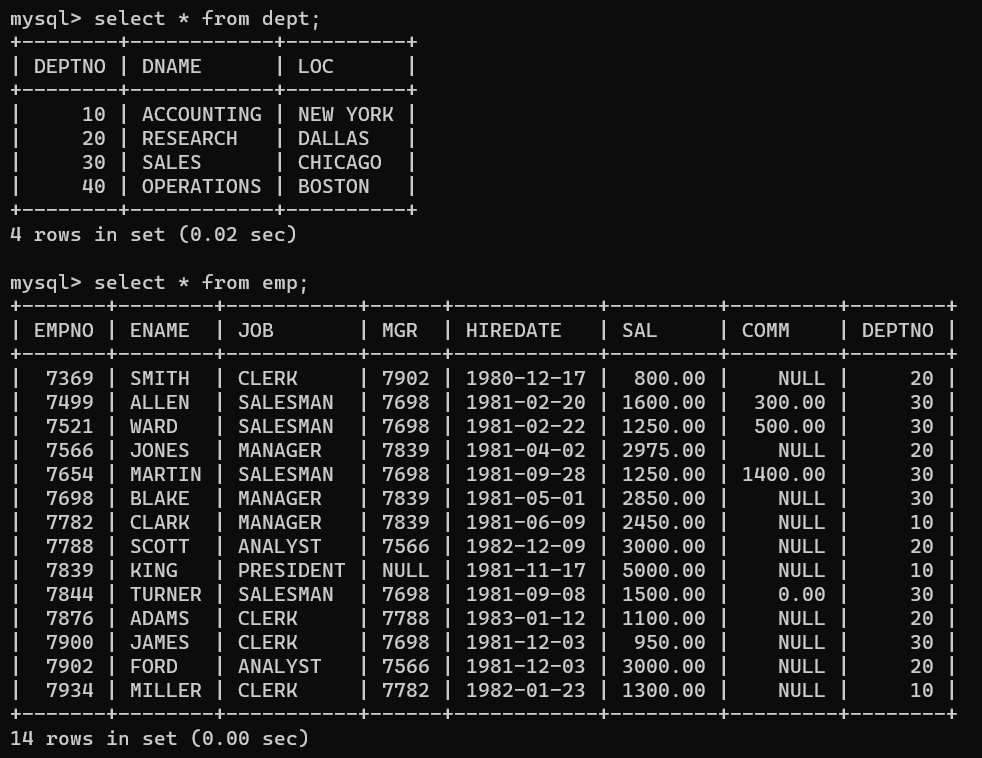 mysql> select * from dept;
+--------+------------+----------+
| DEPTNO | DNAME      | LOC      |
+--------+------------+----------+
|     10 | ACCOUNTING | NEW YORK |
|     20 | RESEARCH   | DALLAS   |
|     30 | SALES      | CHICAGO  |
|     40 | OPERATIONS | BOSTON   |
+--------+------------+----------+
4 rows in set (0.02 sec)

mysql> select * from emp;
+-------+--------+-----------+------+------------+---------+---------+--------+
| EMPNO | ENAME  | JOB       | MGR  | HIREDATE   | SAL     | COMM    | DEPTNO |
+-------+--------+-----------+------+------------+---------+---------+--------+
|  7369 | SMITH  | CLERK     | 7902 | 1980-12-17 |  800.00 |    NULL |     20 |
|  7499 | ALLEN  | SALESMAN  | 7698 | 1981-02-20 | 1600.00 |  300.00 |     30 |
|  7521 | WARD   | SALESMAN  | 7698 | 1981-02-22 | 1250.00 |  500.00 |     30 |
|  7566 | JONES  | MANAGER   | 7839 | 1981-04-02 | 2975.00 |    NULL |     20 |
|  7654 | MARTIN | SALESMAN  | 7698 | 1981-09-28 | 1250.00 | 1400.00 |     30 |
|  7698 | BLAKE  | MANAGER   | 7839 | 1981-05-01 | 2850.00 |    NULL |     30 |
|  7782 | CLARK  | MANAGER   | 7839 | 1981-06-09 | 2450.00 |    NULL |     10 |
|  7788 | SCOTT  | ANALYST   | 7566 | 1982-12-09 | 3000.00 |    NULL |     20 |
|  7839 | KING   | PRESIDENT | NULL | 1981-11-17 | 5000.00 |    NULL |     10 |
|  7844 | TURNER | SALESMAN  | 7698 | 1981-09-08 | 1500.00 |    0.00 |     30 |
|  7876 | ADAMS  | CLERK     | 7788 | 1983-01-12 | 1100.00 |    NULL |     20 |
|  7900 | JAMES  | CLERK     | 7698 | 1981-12-03 |  950.00 |    NULL |     30 |
|  7902 | FORD   | ANALYST   | 7566 | 1981-12-03 | 3000.00 |    NULL |     20 |
|  7934 | MILLER | CLERK     | 7782 | 1982-01-23 | 1300.00 |    NULL |     10 |
+-------+--------+-----------+------+------------+---------+---------+--------+
14 rows in set (0.00 sec)